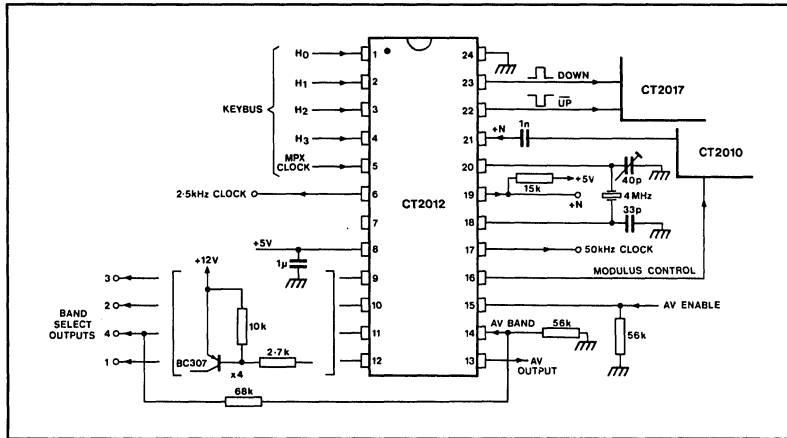 H0
H1
H2
H3
KEYBUS
MPX
CLOCK
2·5kHz CLOCK
+5V
1μ
1
2
3
4
5
6
7
8
9
10
11
12
CT2012
24
23
22
21
20
19
18
17
16
15
14
13
DOWN
UP
CT2017
+N
1n
CT2010
40p
15k
+5V
+N
4 MHz
33p
50kHz CLOCK
MODULUS CONTROL
AV ENABLE
56k
AV BAND
56k
AV
OUTPUT
+12V
3
2
4
1
BAND
SELECT
OUTPUTS
10k
BC307
x4
2·7k
68k